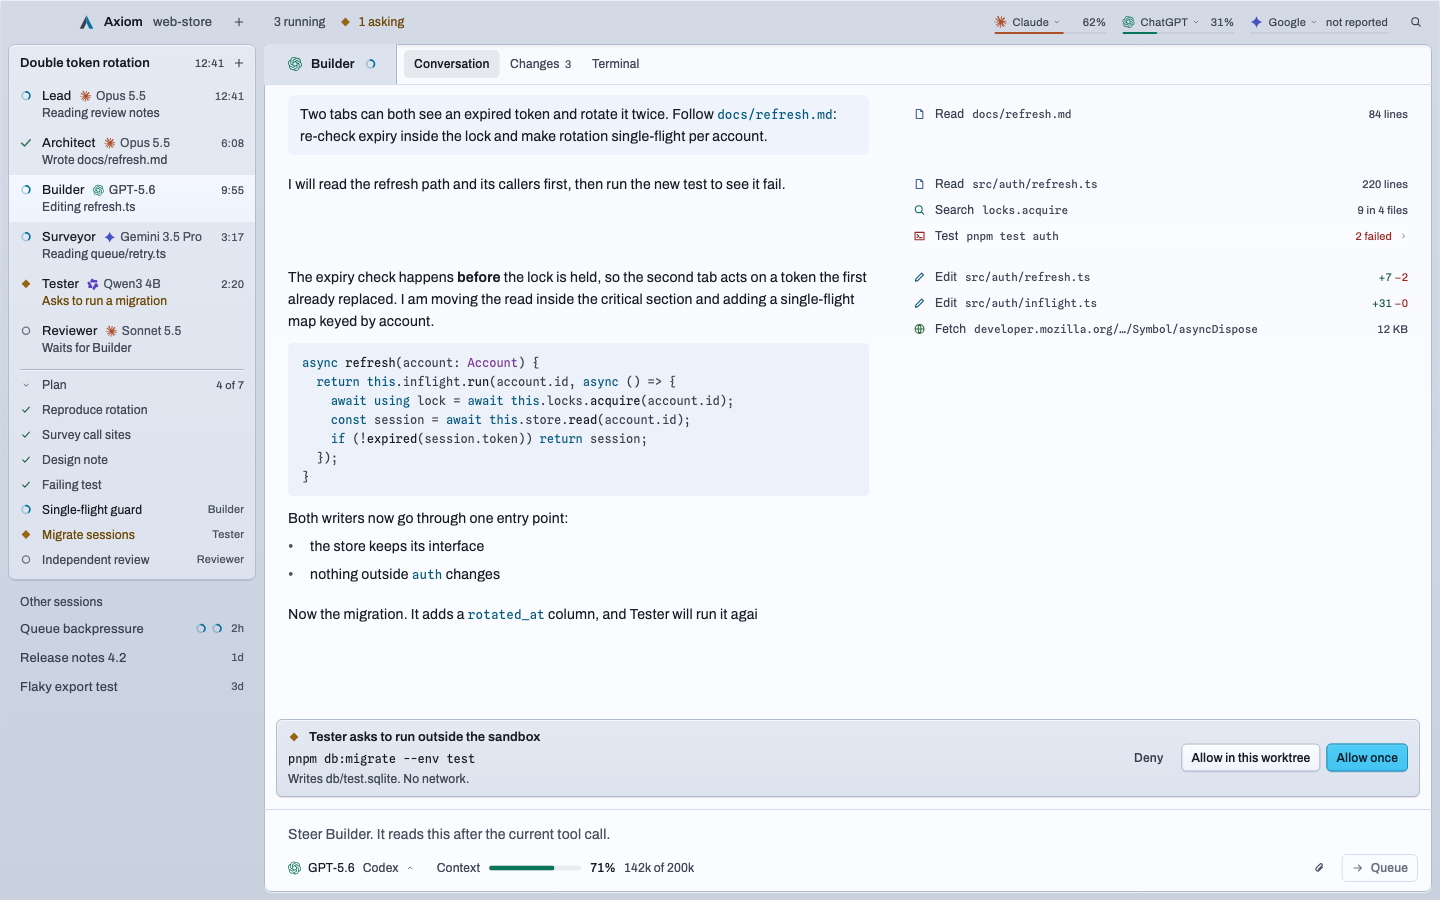 Axiom web-store +
3 running 1 asking
Claude 62% ChatGPT 31% Google not reported
Double token rotation 12:41 +
Lead Opus 5.5 12:41
Reading review notes
Architect Opus 5.5 6:08
Wrote docs/refresh.md
Builder GPT-5.6 9:55
Editing refresh.ts
Surveyor Gemini 3.5 Pro 3:17
Reading queue/retry.ts
Tester Qwen3 4B 2:20
Asks to run a migration
Reviewer Sonnet 5.5
Waits for Builder
Plan 4 of 7
Reproduce rotation
Survey call sites
Design note
Failing test
Single-flight guard Builder
Migrate sessions Tester
Independent review Reviewer
Other sessions
Queue backpressure 2h
Release notes 4.2 1d
Flaky export test 3d
Builder Conversation Changes 3 Terminal
Two tabs can both see an expired token and rotate it twice. Follow docs/refresh.md:
re-check expiry inside the lock and make rotation single-flight per account.
Read docs/refresh.md 84 lines
I will read the refresh path and its callers first, then run the new test to see it fail.
Read src/auth/refresh.ts 220 lines
Search locks.acquire 9 in 4 files
Test pnpm test auth 2 failed
The expiry check happens before the lock is held, so the second tab acts on a token the first
already replaced. I am moving the read inside the critical section and adding a single-flight
map keyed by account.
Edit src/auth/refresh.ts +7 −2
Edit src/auth/inflight.ts +31 −0
Fetch developer.mozilla.org/…/Symbol/asyncDispose 12 KB
async refresh(account: Account) {
  return this.inflight.run(account.id, async () => {
    await using lock = await this.locks.acquire(account.id);
    const session = await this.store.read(account.id);
    if (!expired(session.token)) return session;
  });
}
Both writers now go through one entry point:
• the store keeps its interface
• nothing outside auth changes
Now the migration. It adds a rotated_at column, and Tester will run it agai
Tester asks to run outside the sandbox
pnpm db:migrate --env test
Writes db/test.sqlite. No network.
Deny Allow in this worktree Allow once
Steer Builder. It reads this after the current tool call.
GPT-5.6 Codex Context 71% 142k of 200k
Queue